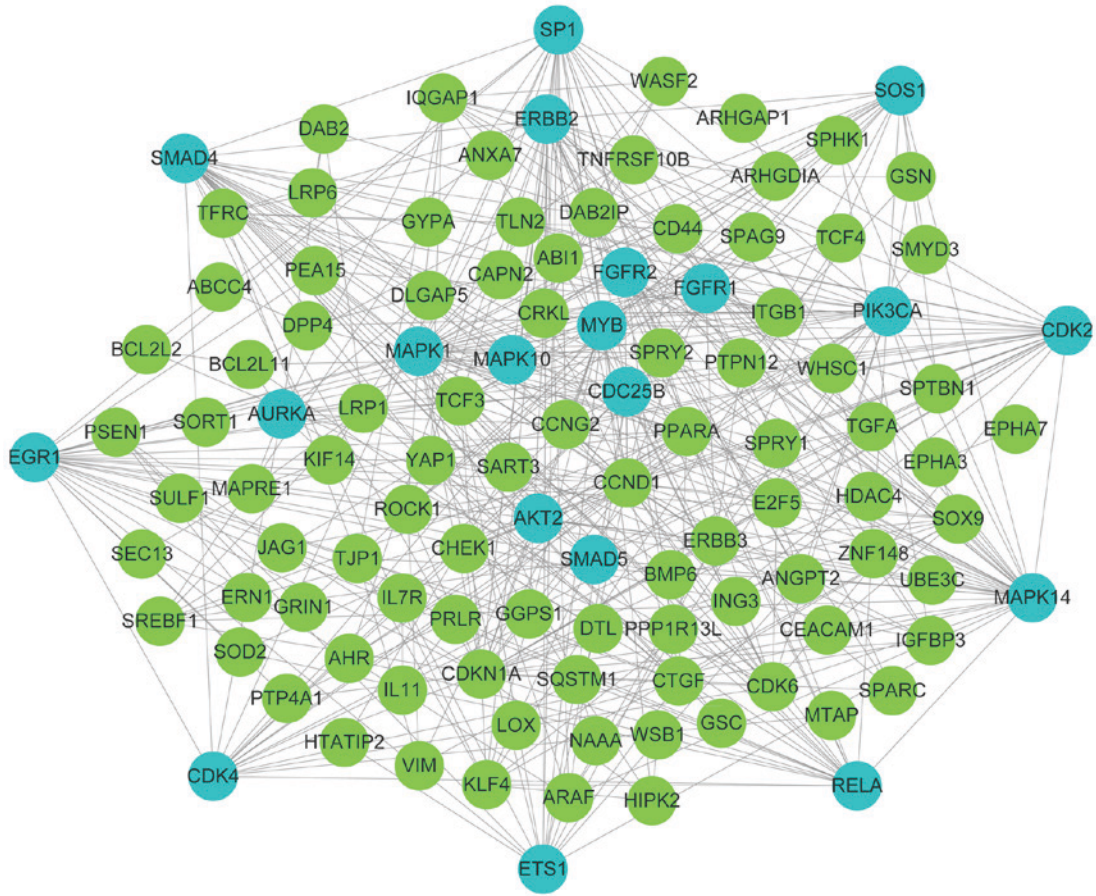 SP1
WASF2
SOS1
IQGAP1
ERBB2
ARHGAP1
DAB2
SPHK1
SMAD4
ANXA7
TNFRSF10B
ARHGDIA
GSN
LRP6
TFRC
GYPA
TLN2
DAB2IP
CD44
SPAG9
TCF4
SMYD3
ABI1
PEA15
CAPN2
FGFR2
FGFR1
ABCC4
DLGAP5
ITGB1
PIK3CA
DPP4
CRKL
MYB
CDK2
BCL2L2
MAPK1
MAPK10
SPRY2
PTPN12
BCL2L11
WHSC1
SPTBN1
CDC25B
TCF3
LRP1
AURKA
SORT1
PSEN1
CCNG2
PPARA
SPRY1
TGFA
EPHA7
EGR1
KIF14
YAP1
SART3
EPHA3
SULF1
MAPRE1
CCND1
HDAC4
E2F5
ROCK1
AKT2
SOX9
SEC13
JAG1
TJP1
CHEK1
SMAD5
ERBB3
ZNF148
BMP6
ANGPT2
UBE3C
MAPK14
ERN1
GRIN1
IL7R
PRLR
GGPS1
ING3
SREBF1
DTL
PPP1R13L
CEACAM1
IGFBP3
SOD2
AHR
CDKN1A
SQSTM1
CTGF
CDK6
SPARC
PTP4A1
IL11
MTAP
LOX
GSC
HTATIP2
NAAA
WSB1
CDK4
VIM
KLF4
ARAF
HIPK2
RELA
ETS1